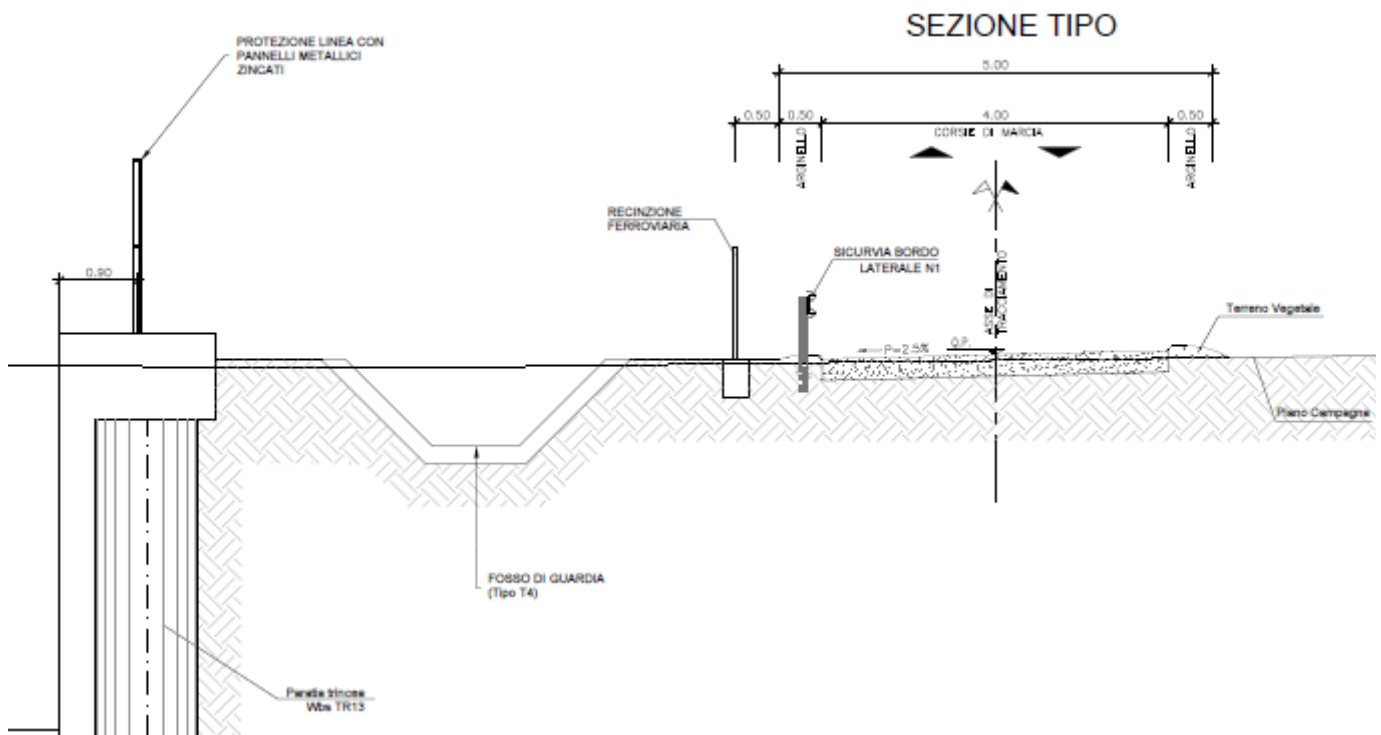 SEZIONE TIPO
PROTEZIONE LINEA CON
PANNELLI METALLICI
ZINCATI
5.00
0.50
0.50
4.00
0.50
CORSIE DI MARCIA
ARGINELLO
ARGINELLO
RECINZIONE
FERROVIARIA
SICURVIA BORDO
LATERALE N1
0.90
ASSE DI
TRACCIAMENTO
Terreno Vegetale
P=2.5%
Q.P.
Piano Campagna
FOSSO DI GUARDIA
(Tipo T4)
Paratia trincea
Wbs TR13